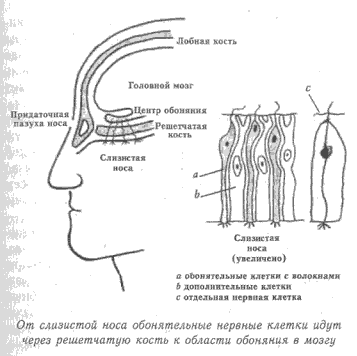 Лобная кость
Головной мозг
Придаточная
пазуха носа
Центр обоняния
Решетчатая
кость
Слизистая
носа
c
a
b
Слизистая
носа
(увеличено)
a обонятельные клетки с волокнами
b дополнительные клетки
c отдельная нервная клетка
От слизистой носа обонятельные нервные клетки идут
через решетчатую кость к области обоняния в мозгу